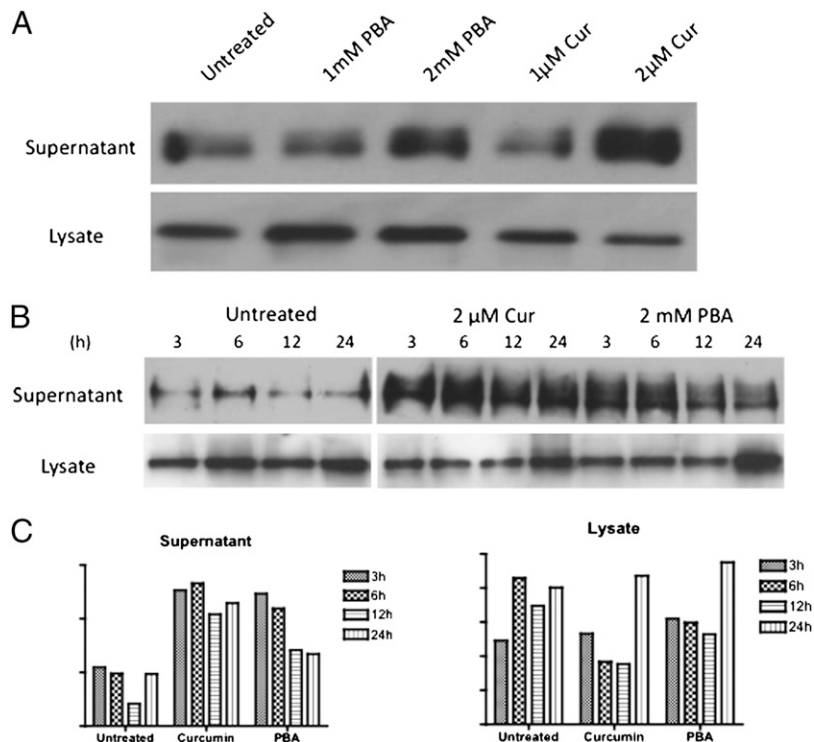 A
Untreated
1mM PBA
2mM PBA
1µM Cur
2µM Cur
Supernatant
Lysate
B
Untreated 2 µM Cur 2 mM PBA
(h) 3 6 12 24 3 6 12 24 3 6 12 24
Supernatant
Lysate
C
Supernatant
3h
6h
12h
24h
Untreated Curcumin PBA
Lysate
3h
6h
12h
24h
Untreated Curcumin PBA